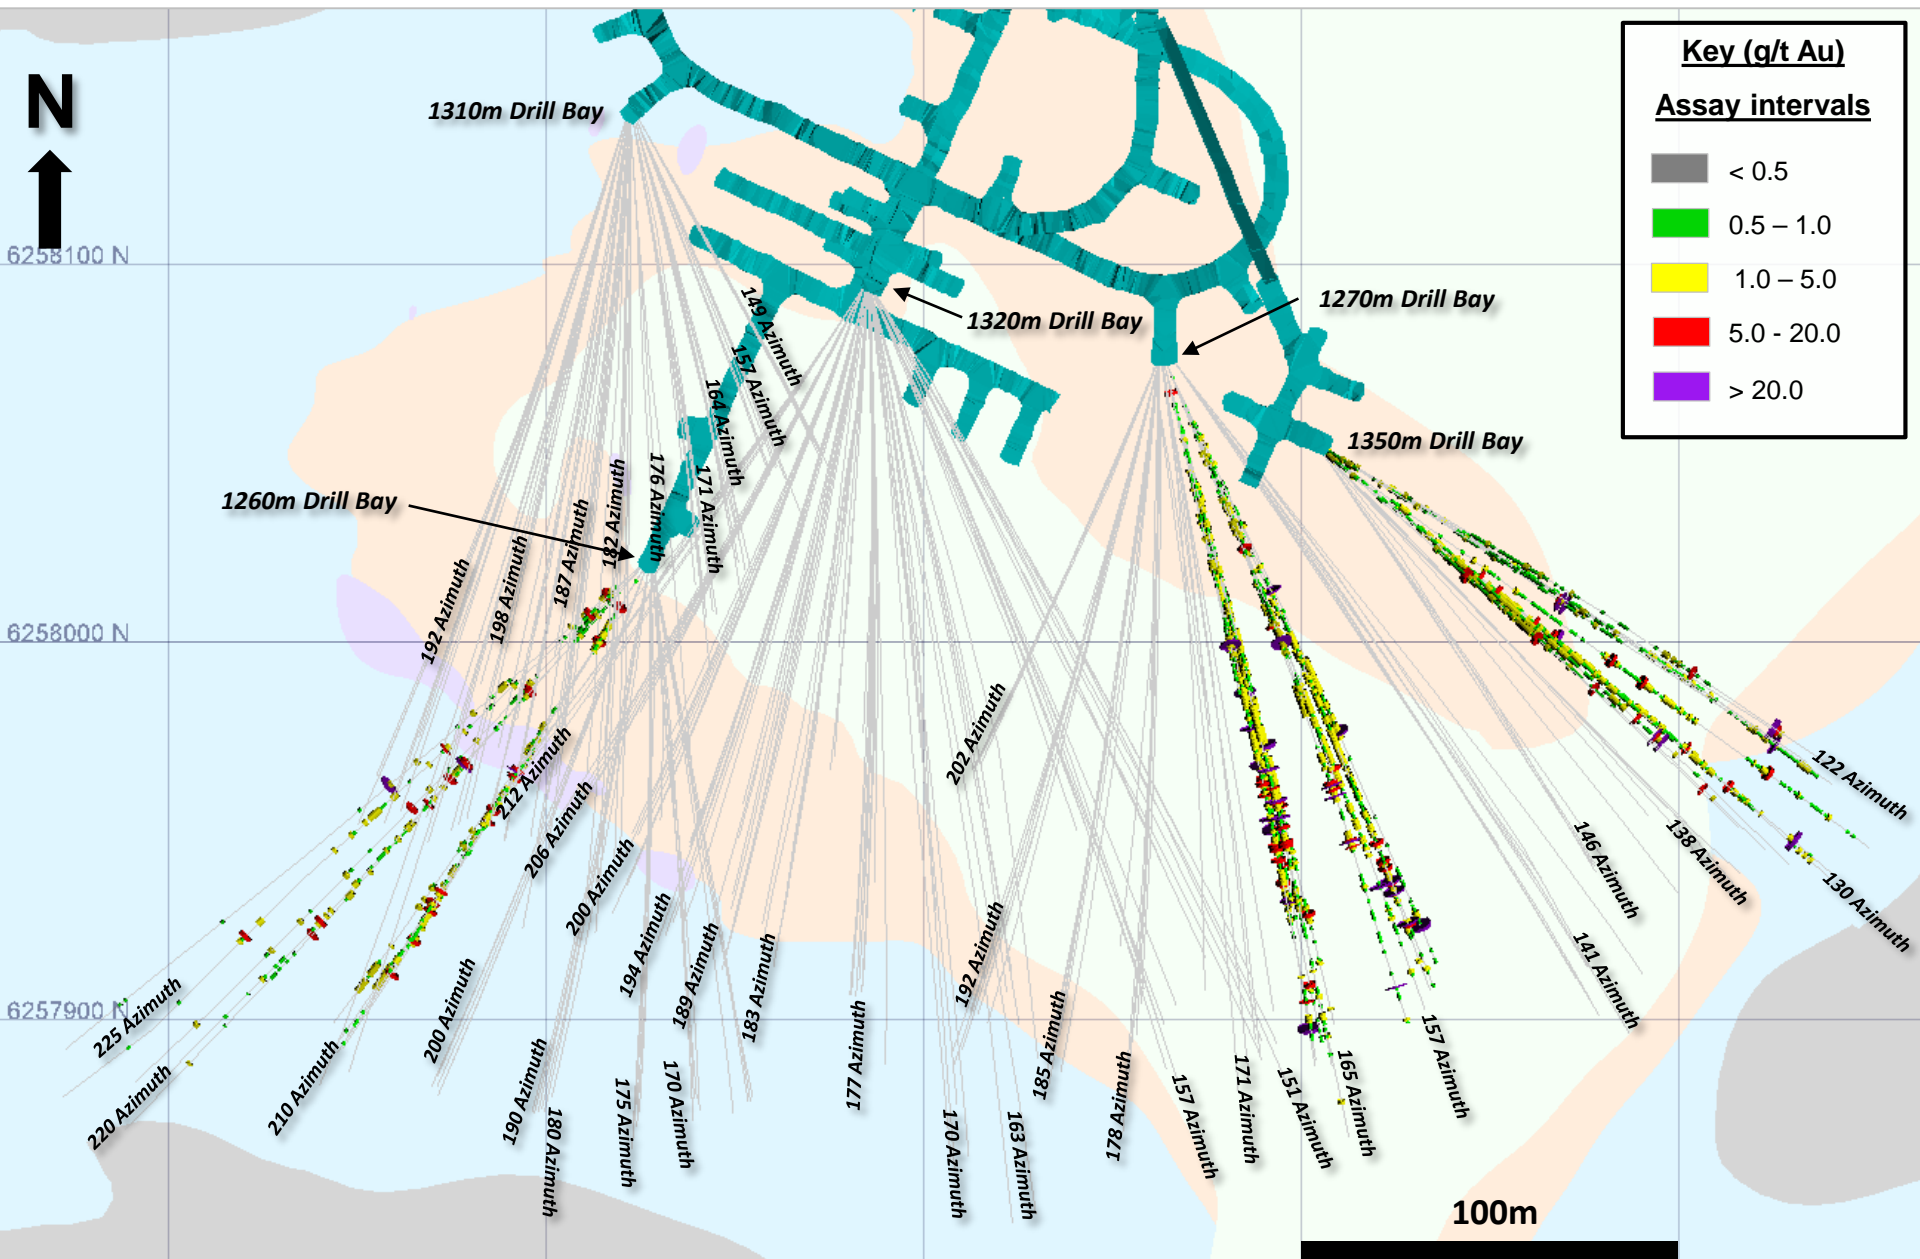 N
Key (g/t Au)
Assay intervals
< 0.5
0.5 – 1.0
1.0 – 5.0
5.0 - 20.0
> 20.0
1310m Drill Bay
6258100 N
1320m Drill Bay
1270m Drill Bay
1350m Drill Bay
1260m Drill Bay
149 Azimuth
157 Azimuth
164 Azimuth
171 Azimuth
176 Azimuth
182 Azimuth
187 Azimuth
198 Azimuth
192 Azimuth
6258000 N
212 Azimuth
206 Azimuth
200 Azimuth
194 Azimuth
189 Azimuth
183 Azimuth
177 Azimuth
202 Azimuth
192 Azimuth
185 Azimuth
178 Azimuth
122 Azimuth
130 Azimuth
138 Azimuth
146 Azimuth
141 Azimuth
6257900 N
225 Azimuth
220 Azimuth
210 Azimuth
200 Azimuth
190 Azimuth
180 Azimuth
175 Azimuth
170 Azimuth
170 Azimuth
163 Azimuth
157 Azimuth
171 Azimuth
151 Azimuth
165 Azimuth
157 Azimuth
100m